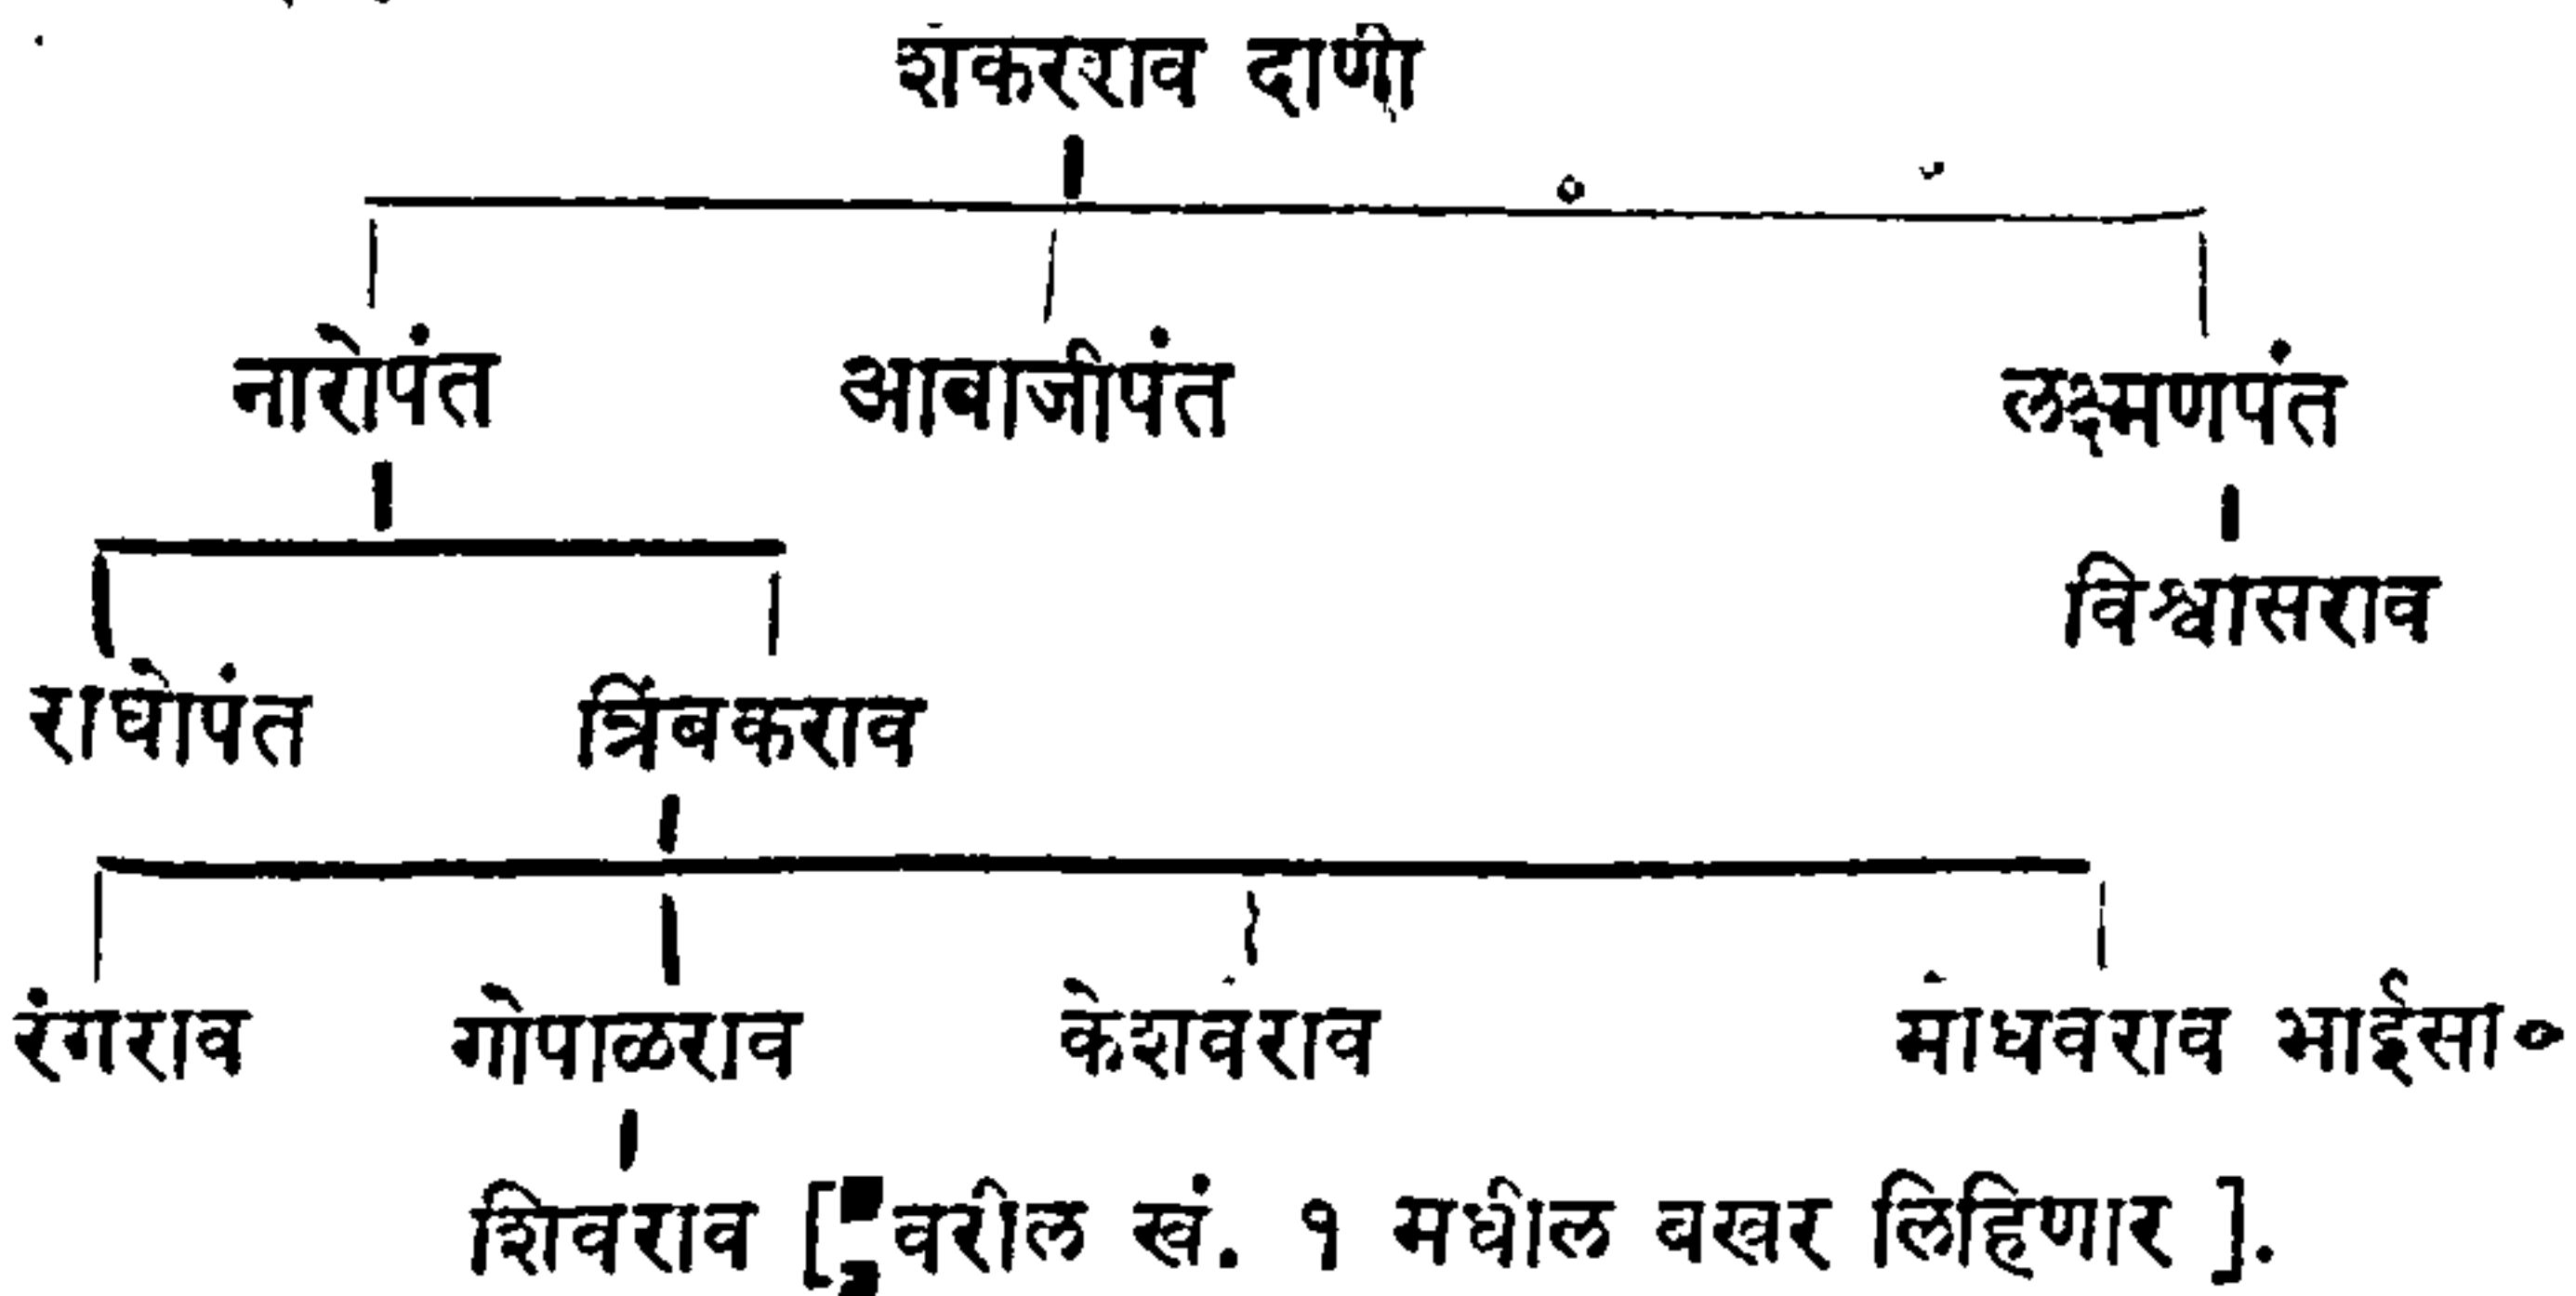 शंकरराव दाणी
नारोपंत आबाजीपंत लक्ष्मणपंत
विश्वासराव
राघोपंत त्रिंबकराव
रंगराव गोपाळराव केशवराव माधवराव भाईसा०
शिवराव [ वरील खं. १ मधील बखर लिहिणार ].